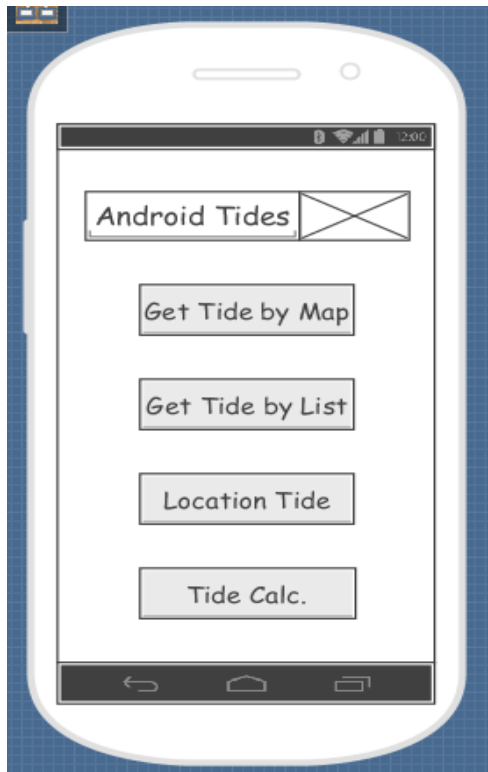 12:00
Android Tides
Get Tide by Map
Get Tide by List
Location Tide
Tide Calc.